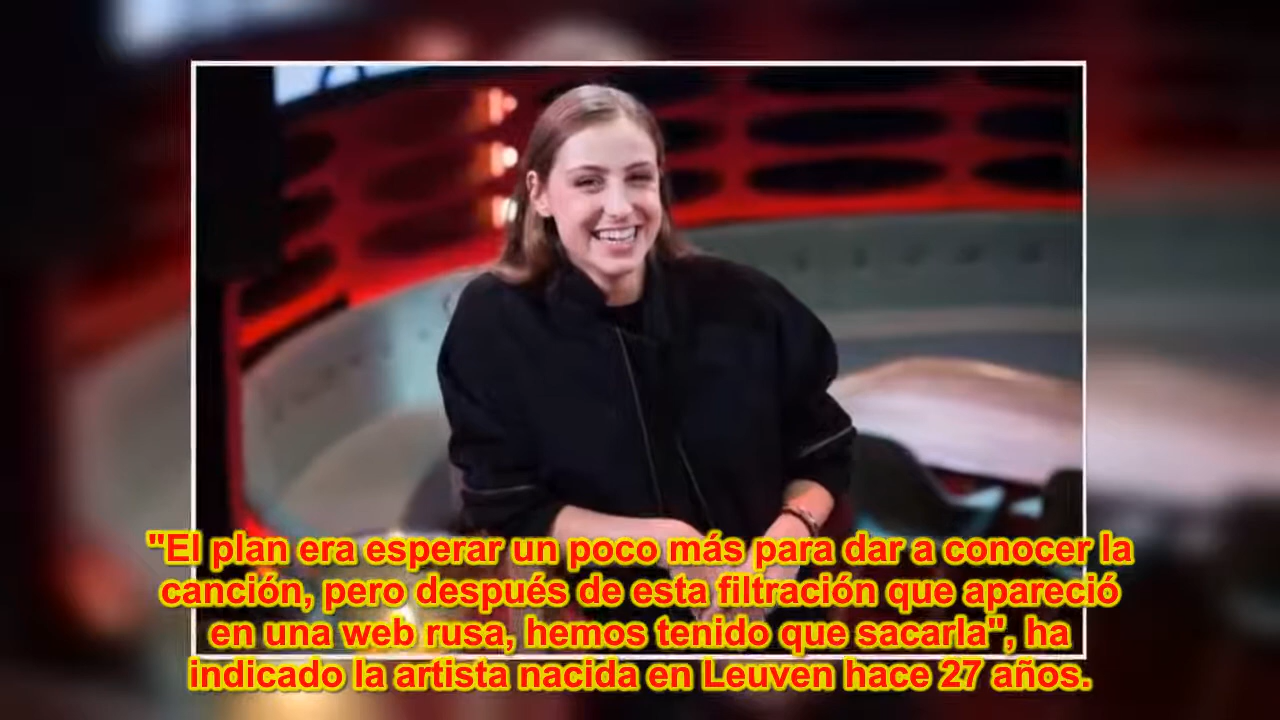 "El plan era esperar un poco más para dar a conocer la
canción, pero después de esta filtración que apareció
en una web rusa, hemos tenido que sacarla", ha
indicado la artista nacida en Leuven hace 27 años.